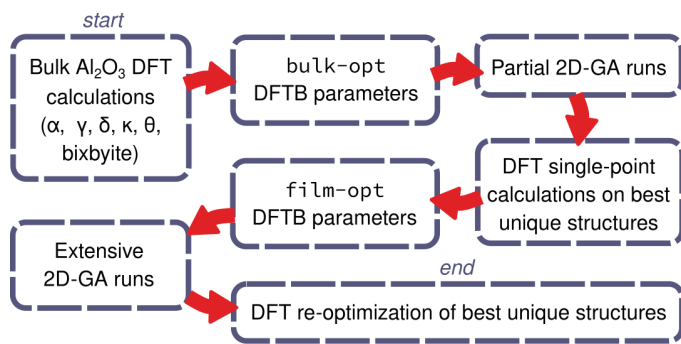 start
Bulk Al₂O₃ DFT
calculations
(α, γ, δ, κ, θ,
bixbyite)
bulk-opt
DFTB parameters
Partial 2D-GA runs
DFT single-point
calculations on best
unique structures
film-opt
DFTB parameters
Extensive
2D-GA runs
end
DFT re-optimization of best unique structures